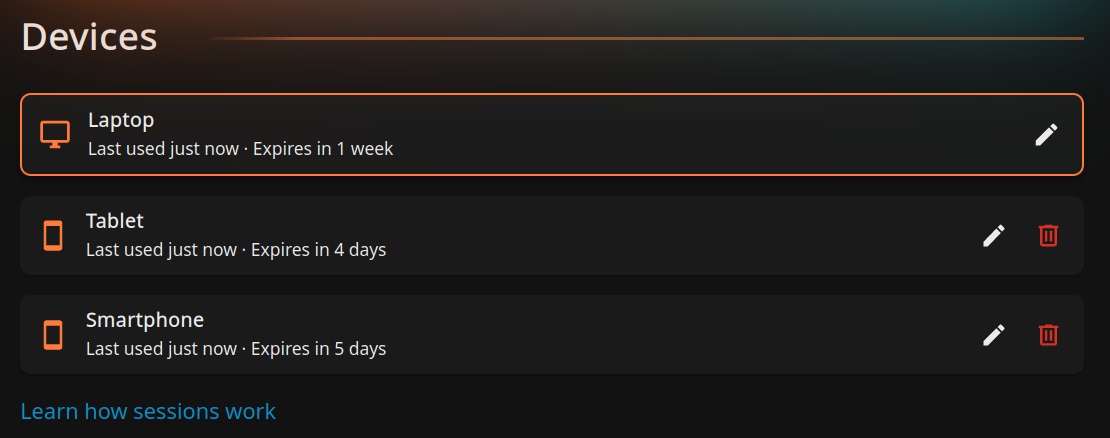 Devices
Laptop
Last used just now · Expires in 1 week
Tablet
Last used just now · Expires in 4 days
Smartphone
Last used just now · Expires in 5 days
Learn how sessions work